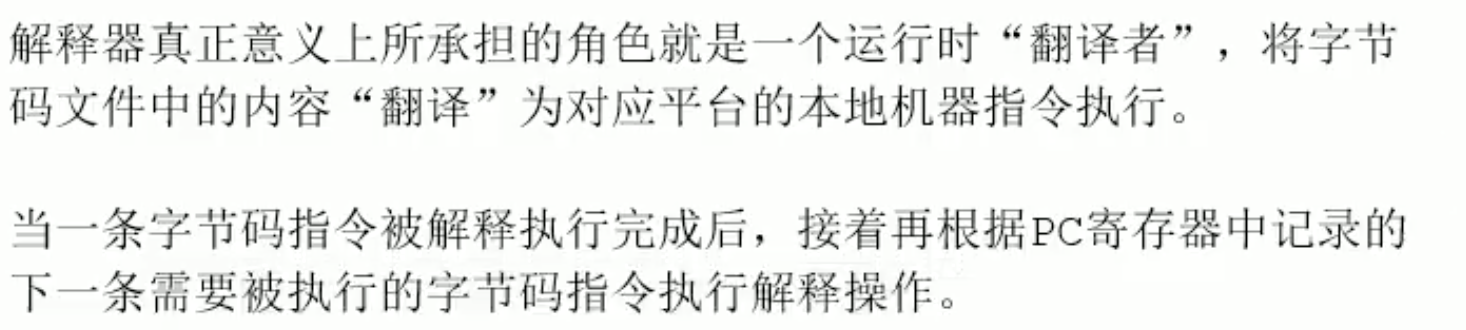 解释器真正意义上所承担的角色就是一个运行时“翻译者”，将字节
码文件中的内容“翻译”为对应平台的本地机器指令执行。
当一条字节码指令被解释执行完成后，接着再根据PC寄存器中记录的
下一条需要被执行的字节码指令执行解释操作。